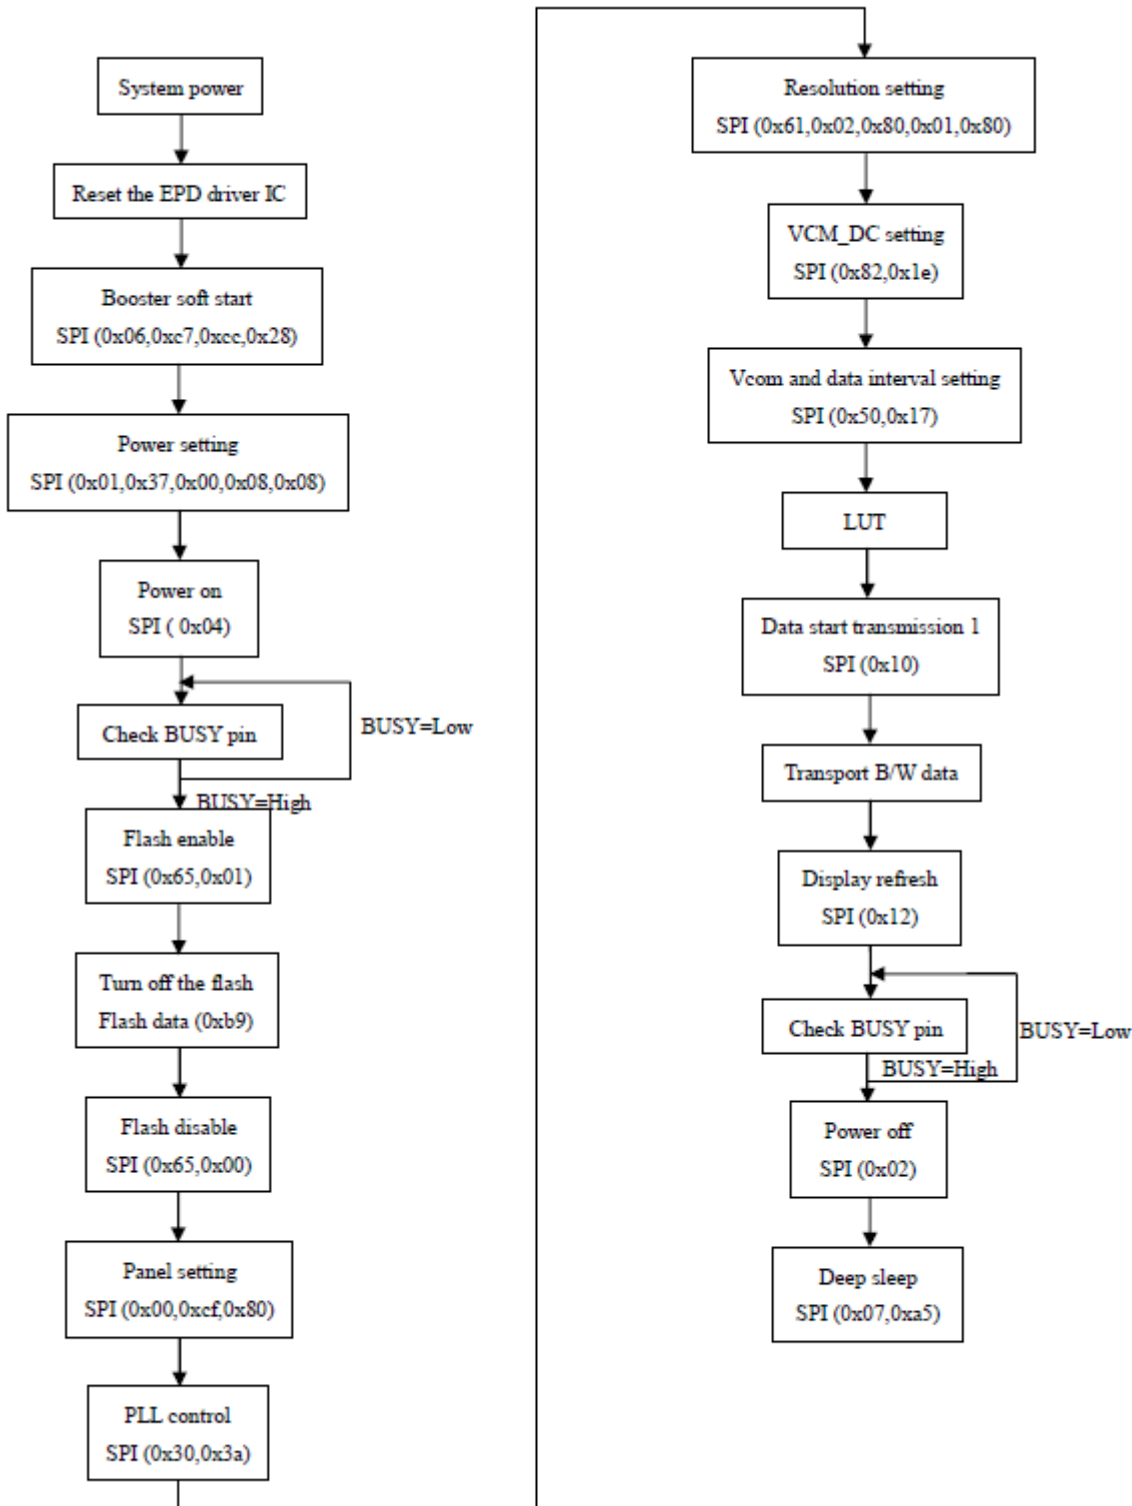 System power
Reset the EPD driver IC
Booster soft start
SPI (0x06,0xc7,0xcc,0x28)
Power setting
SPI (0x01,0x37,0x00,0x08,0x08)
Power on
SPI ( 0x04)
Check BUSY pin
BUSY=Low
BUSY=High
Flash enable
SPI (0x65,0x01)
Turn off the flash
Flash data (0xb9)
Flash disable
SPI (0x65,0x00)
Panel setting
SPI (0x00,0xcf,0x80)
PLL control
SPI (0x30,0x3a)
Resolution setting
SPI (0x61,0x02,0x80,0x01,0x80)
VCM_DC setting
SPI (0x82,0x1e)
Vcom and data interval setting
SPI (0x50,0x17)
LUT
Data start transmission 1
SPI (0x10)
Transport B/W data
Display refresh
SPI (0x12)
Check BUSY pin
BUSY=Low
BUSY=High
Power off
SPI (0x02)
Deep sleep
SPI (0x07,0xa5)